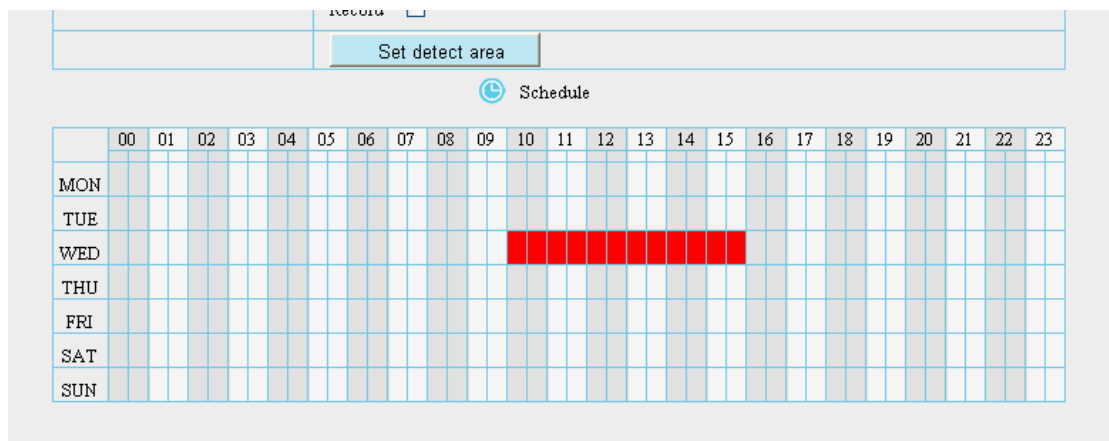 Record
Set detect area
Schedule
00 01 02 03 04 05 06 07 08 09 10 11 12 13 14 15 16 17 18 19 20 21 22 23
MON
TUE
WED
THU
FRI
SAT
SUN